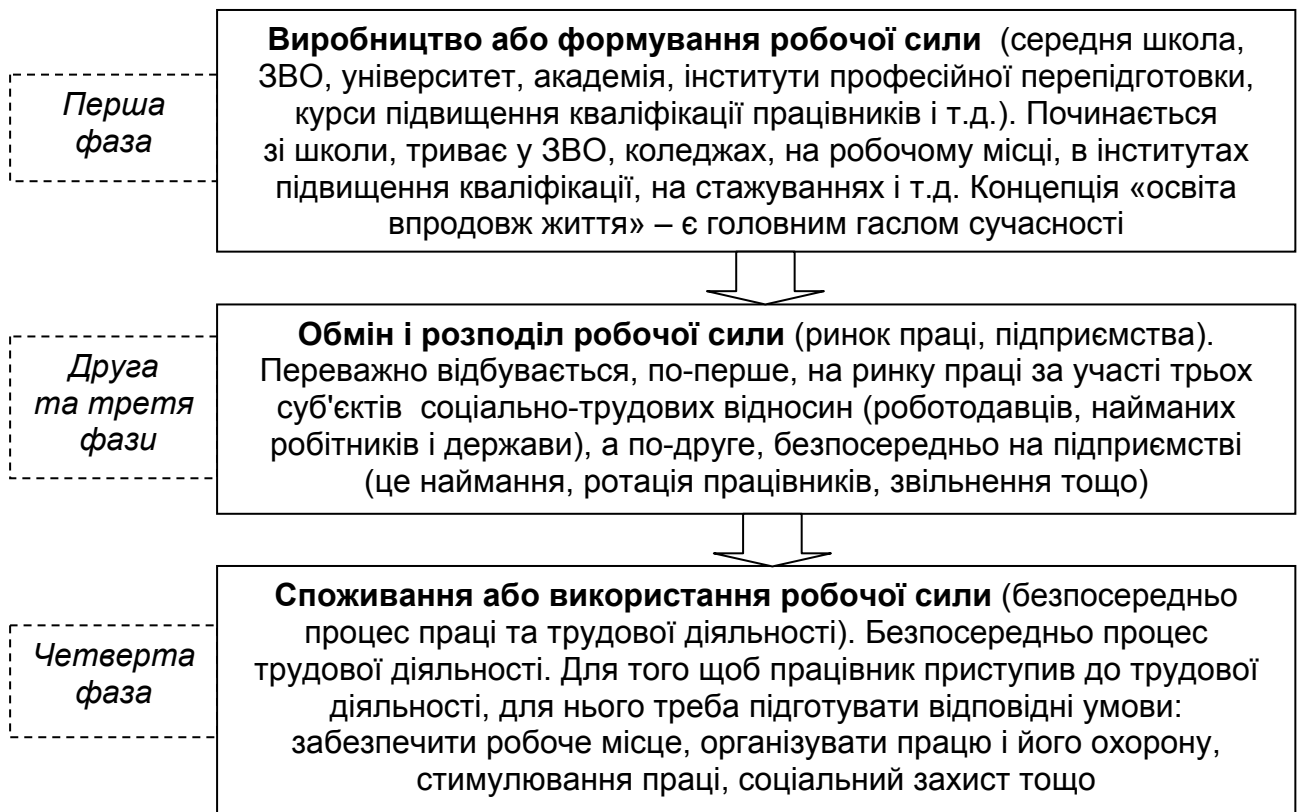 Перша
фаза
Виробництво або формування робочої сили (середня школа,
ЗВО, університет, академія, інститути професійної перепідготовки,
курси підвищення кваліфікації працівників і т.д.). Починається
зі школи, триває у ЗВО, коледжах, на робочому місці, в інститутах
підвищення кваліфікації, на стажуваннях і т.д. Концепція «освіта
впродовж життя» – є головним гаслом сучасності
Друга
та третя
фази
Обмін і розподіл робочої сили (ринок праці, підприємства).
Переважно відбувається, по-перше, на ринку праці за участі трьох
суб'єктів соціально-трудових відносин (роботодавців, найманих
робітників і держави), а по-друге, безпосередньо на підприємстві
(це наймання, ротація працівників, звільнення тощо)
Четверта
фаза
Споживання або використання робочої сили (безпосередньо
процес праці та трудової діяльності). Безпосередньо процес
трудової діяльності. Для того щоб працівник приступив до трудової
діяльності, для нього треба підготувати відповідні умови:
забезпечити робоче місце, організувати працю і його охорону,
стимулювання праці, соціальний захист тощо